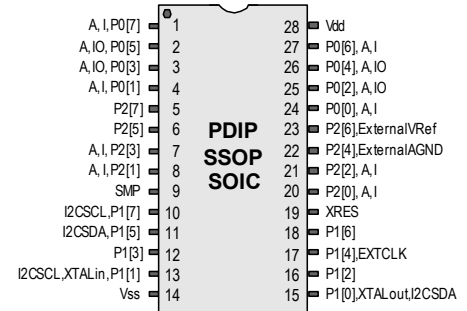 A, I, P0[7] 1 28 Vdd
A, IO, P0[5] 2 27 P0[6], A, I
A, IO, P0[3] 3 26 P0[4], A, IO
A, I, P0[1] 4 25 P0[2], A, IO
P2[7] 5 24 P0[0], A, I
P2[5] 6 PDIP 23 P2[6], External VRef
A, I, P2[3] 7 SSOP 22 P2[4], External AGND
A, I, P2[1] 8 SOIC 21 P2[2], A, I
SMP 9 20 P2[0], A, I
I2CSCL, P1[7] 10 19 XRES
I2CSDA, P1[5] 11 18 P1[6]
P1[3] 12 17 P1[4], EXTCLK
I2CSCL, XTALin, P1[1] 13 16 P1[2]
Vss 14 15 P1[0], XTALout, I2CSDA